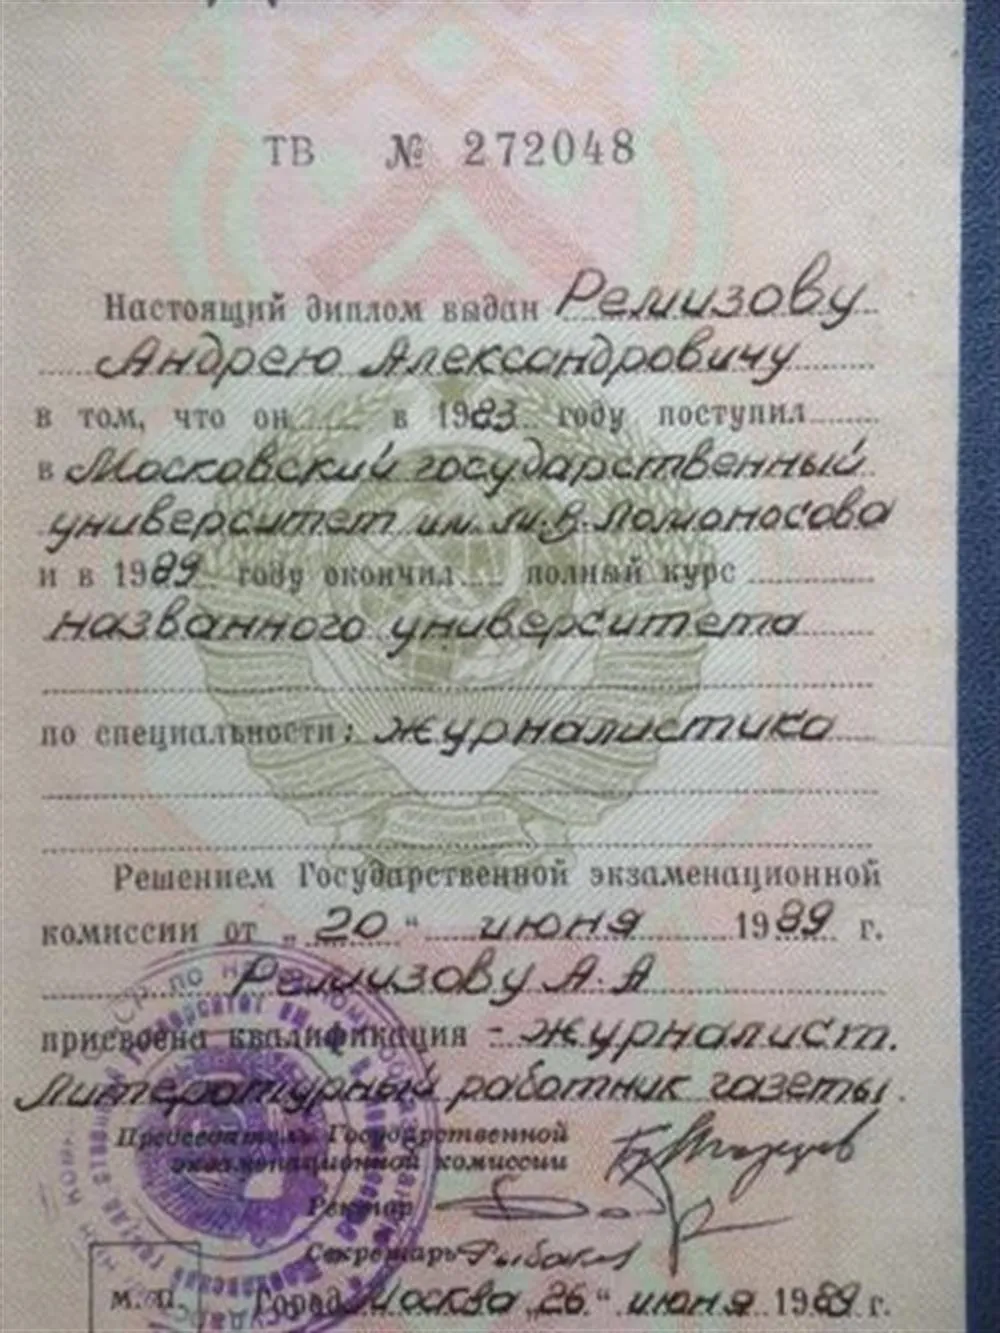 ТВ № 272048
Настоящий диплом выдан Ремизову
Андрею Александровичу
в том, что он в 1983 году поступил
в Московский государственный
университет им. М.В. Ломоносова
и в 1989 году окончил полный курс
названного университета
по специальности: журналистика
Решением Государственной экзаменационной
комиссии от „20“ июня 1989 г.
Ремизову А.А
присвоена квалификация - журналист.
Литературный работник газеты.
Председатель Государственной
экзаменационной комиссии
Ректор
Секретарь
М. П. Город Москва „26“ июня 1989 г.